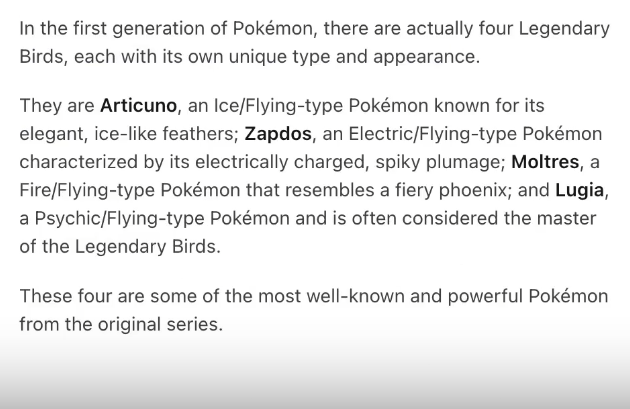 In the first generation of Pokémon, there are actually four Legendary
Birds, each with its own unique type and appearance.
They are Articuno, an Ice/Flying-type Pokémon known for its
elegant, ice-like feathers; Zapdos, an Electric/Flying-type Pokémon
characterized by its electrically charged, spiky plumage; Moltres, a
Fire/Flying-type Pokémon that resembles a fiery phoenix; and Lugia,
a Psychic/Flying-type Pokémon and is often considered the master
of the Legendary Birds.
These four are some of the most well-known and powerful Pokémon
from the original series.